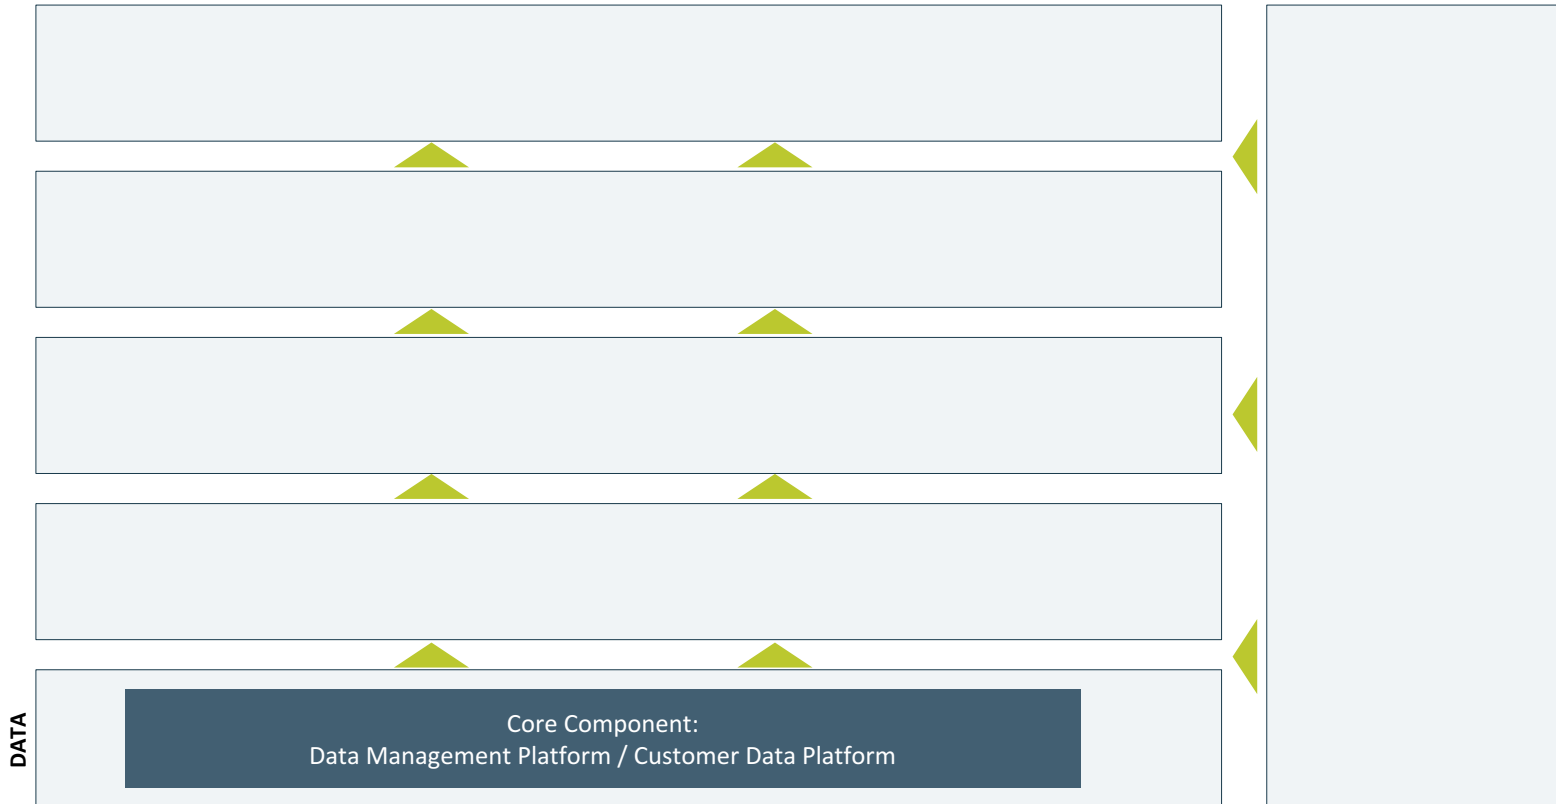 DATA
Core Component:
Data Management Platform / Customer Data Platform